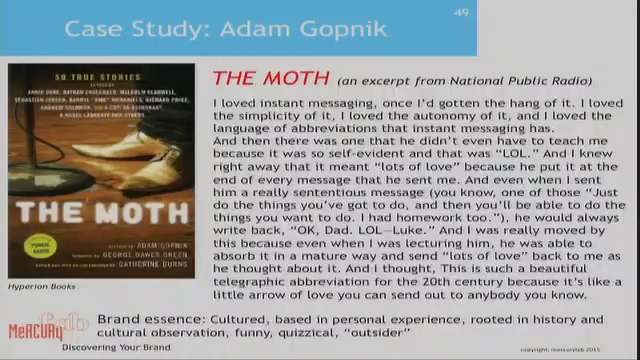 49
Case Study: Adam Gopnik
50 TRUE STORIES
THE MOTH
ADAM GOPNIK
GEORGE DAWES GREEN
CATHERINE BURNS
Hyperion Books
THE MOTH (an excerpt from National Public Radio)
I loved instant messaging, once I'd gotten the hang of it. I loved
the simplicity of it, I loved the autonomy of it, and I loved the
language of abbreviations that instant messaging has.
And then there was one that he didn't even have to teach me
because it was so self-evident and that was "LOL." And I knew
right away that it meant "lots of love" because he put it at the
end of every message that he sent me. And even when I sent
him a really sententious message (you know, one of those "Just
do the things you've got to do, and then you'll be able to do the
things you want to do. I had homework too."), he would always
write back, "OK, Dad. LOL—Luke." And I was really moved by
this because even when I was lecturing him, he was able to
absorb it in a mature way and send "lots of love" back to me as
he thought about it. And I thought, This is such a beautiful
telegraphic abbreviation for the 20th century because it's like a
little arrow of love you can send out to anybody you know.
Brand essence: Cultured, based in personal experience, rooted in history and
cultural observation, funny, quizzical, "outsider"
MERCURY lab
Discovering Your Brand
copyright: mercurylab 2015